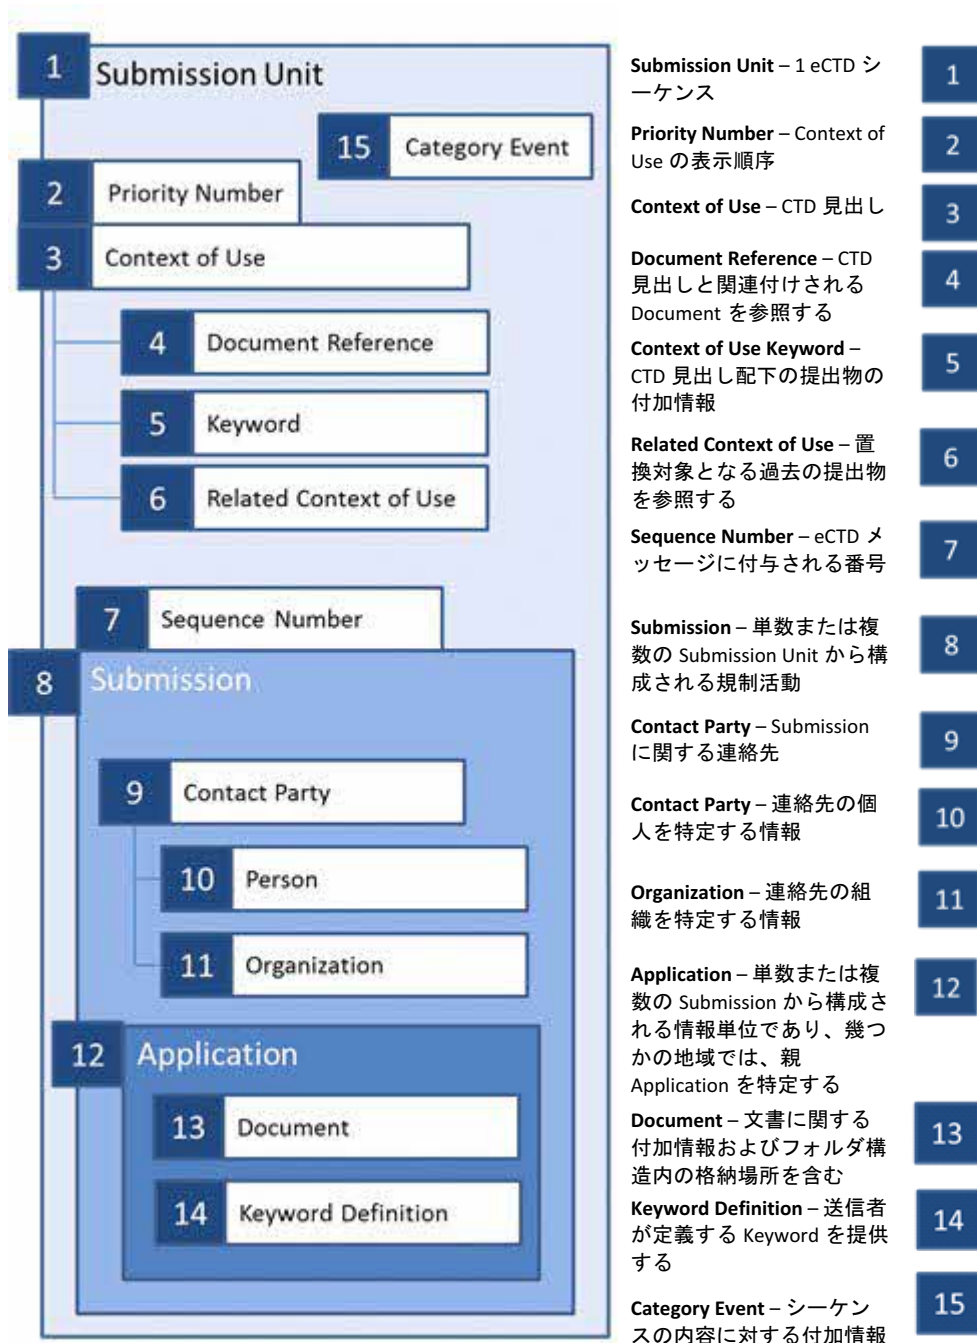 1 Submission Unit
15 Category Event
2 Priority Number
3 Context of Use
4 Document Reference
5 Keyword
6 Related Context of Use
7 Sequence Number
8 Submission
9 Contact Party
10 Person
11 Organization
12 Application
13 Document
14 Keyword Definition
Submission Unit – 1 eCTD シ
ーケンス
1
Priority Number – Context of
Use の表示順序
2
Context of Use – CTD 見出し
3
Document Reference – CTD
見出しと関連付けされる
Document を参照する
4
Context of Use Keyword –
CTD 見出し配下の提出物の
付加情報
5
Related Context of Use – 置
換対象となる過去の提出物
を参照する
6
Sequence Number – eCTD メ
ッセージに付与される番号
7
Submission – 単数または複
数の Submission Unit から構
成される規制活動
8
Contact Party – Submission
に関する連絡先
9
Contact Party – 連絡先の個
人を特定する情報
10
Organization – 連絡先の組
織を特定する情報
11
Application – 単数または複
数の Submission から構成さ
れる情報単位であり、幾つ
かの地域では、親
Application を特定する
12
Document – 文書に関する
付加情報およびフォルダ構
造内の格納場所を含む
13
Keyword Definition – 送信者
が定義する Keyword を提供
する
14
Category Event – シーケン
スの内容に対する付加情報
15